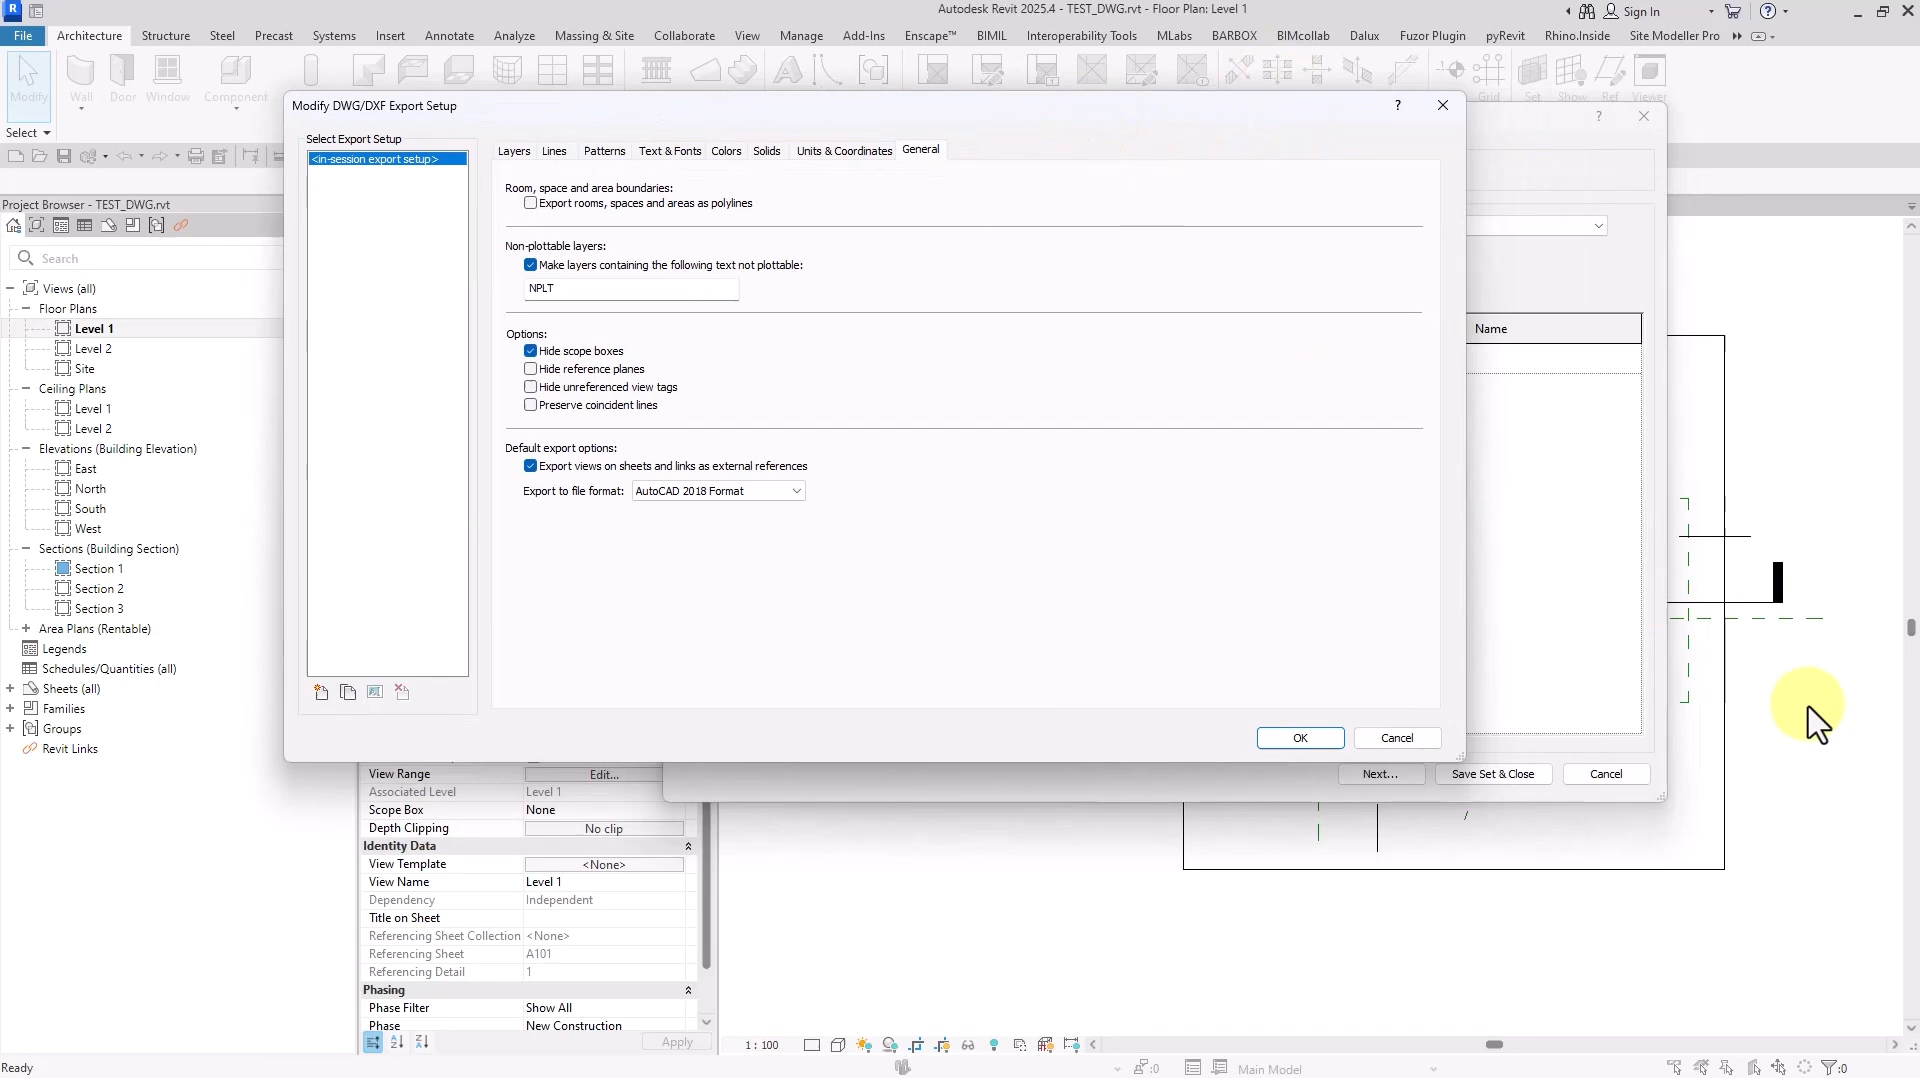 Autodesk Revit 2025.4 - TEST_DWG.rvt - Floor Plan: Level 1
Sign In
File Architecture Structure Steel Precast Systems Insert Annotate Analyze Massing & Site Collaborate View Manage Add-Ins Enscape™ BIMIL Interoperability Tools MLabs BARBOX BIMcollab Dalux Fuzor Plugin pyRevit Rhino.Inside Site Modeller Pro
Modify Wall Door Window Component Grid Set Show Ref Viewer
Select
Modify DWG/DXF Export Setup
Select Export Setup
<in-session export setup>
Layers Lines Patterns Text & Fonts Colors Solids Units & Coordinates General
Room, space and area boundaries:
Export rooms, spaces and areas as polylines
Non-plottable layers:
Make layers containing the following text not plottable:
NPLT
Options:
Hide scope boxes
Hide reference planes
Hide unreferenced view tags
Preserve coincident lines
Default export options:
Export views on sheets and links as external references
Export to file format: AutoCAD 2018 Format
OK Cancel
Name
Next... Save Set & Close Cancel
Project Browser - TEST_DWG.rvt
Search
Views (all)
Floor Plans
Level 1
Level 2
Site
Ceiling Plans
Level 1
Level 2
Elevations (Building Elevation)
East
North
South
West
Sections (Building Section)
Section 1
Section 2
Section 3
Area Plans (Rentable)
Legends
Schedules/Quantities (all)
Sheets (all)
Families
Groups
Revit Links
View Range Edit...
Associated Level Level 1
Scope Box None
Depth Clipping No clip
Identity Data
View Template <None>
View Name Level 1
Dependency Independent
Title on Sheet
Referencing Sheet Collection <None>
Referencing Sheet A101
Referencing Detail 1
Phasing
Phase Filter Show All
Phase New Construction
Apply
1 : 100
Ready
:0
Main Model
:0